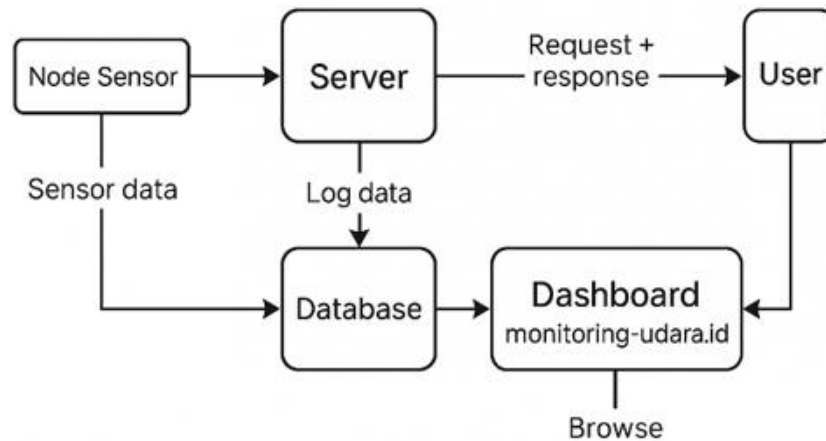 Node Sensor
Server
Request +
response
User
Sensor data
Log data
Database
Dashboard
monitoring-udara.id
Browse